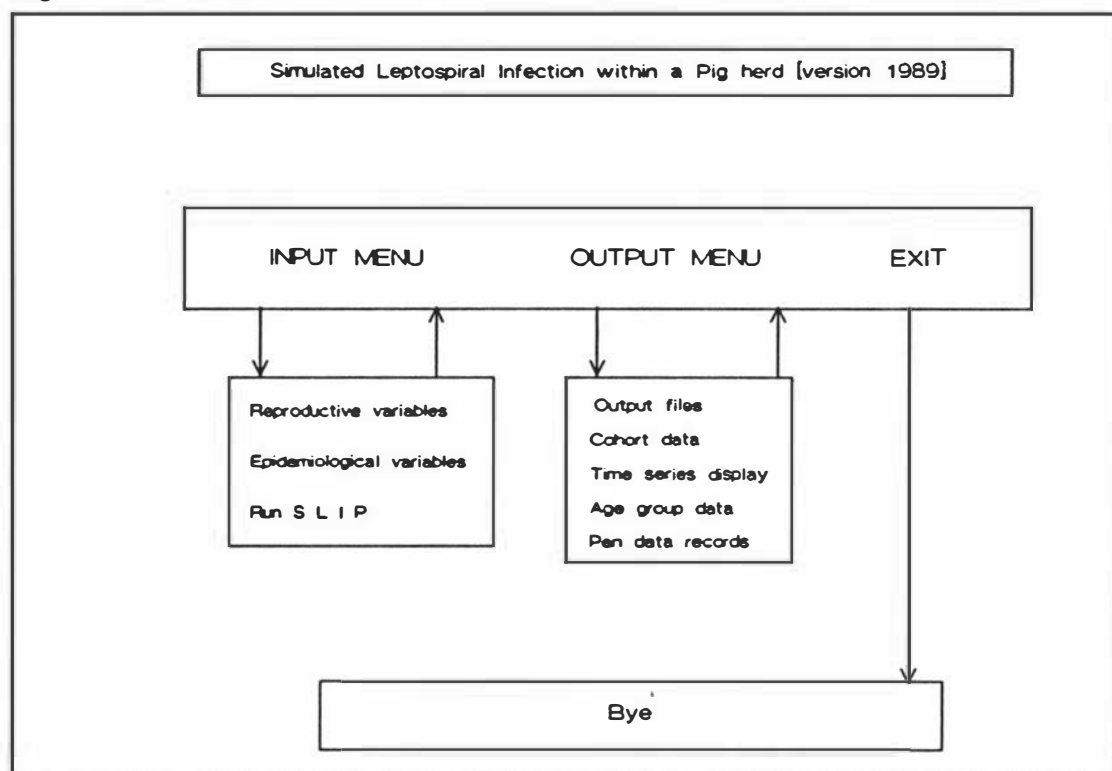 Simulated Leptospiral Infection within a Pig herd [version 1989]
INPUT MENU OUTPUT MENU EXIT
Reproductive variables
Epidemiological variables
Run S L I P
Output files
Cohort data
Time series display
Age group data
Pen data records
Bye